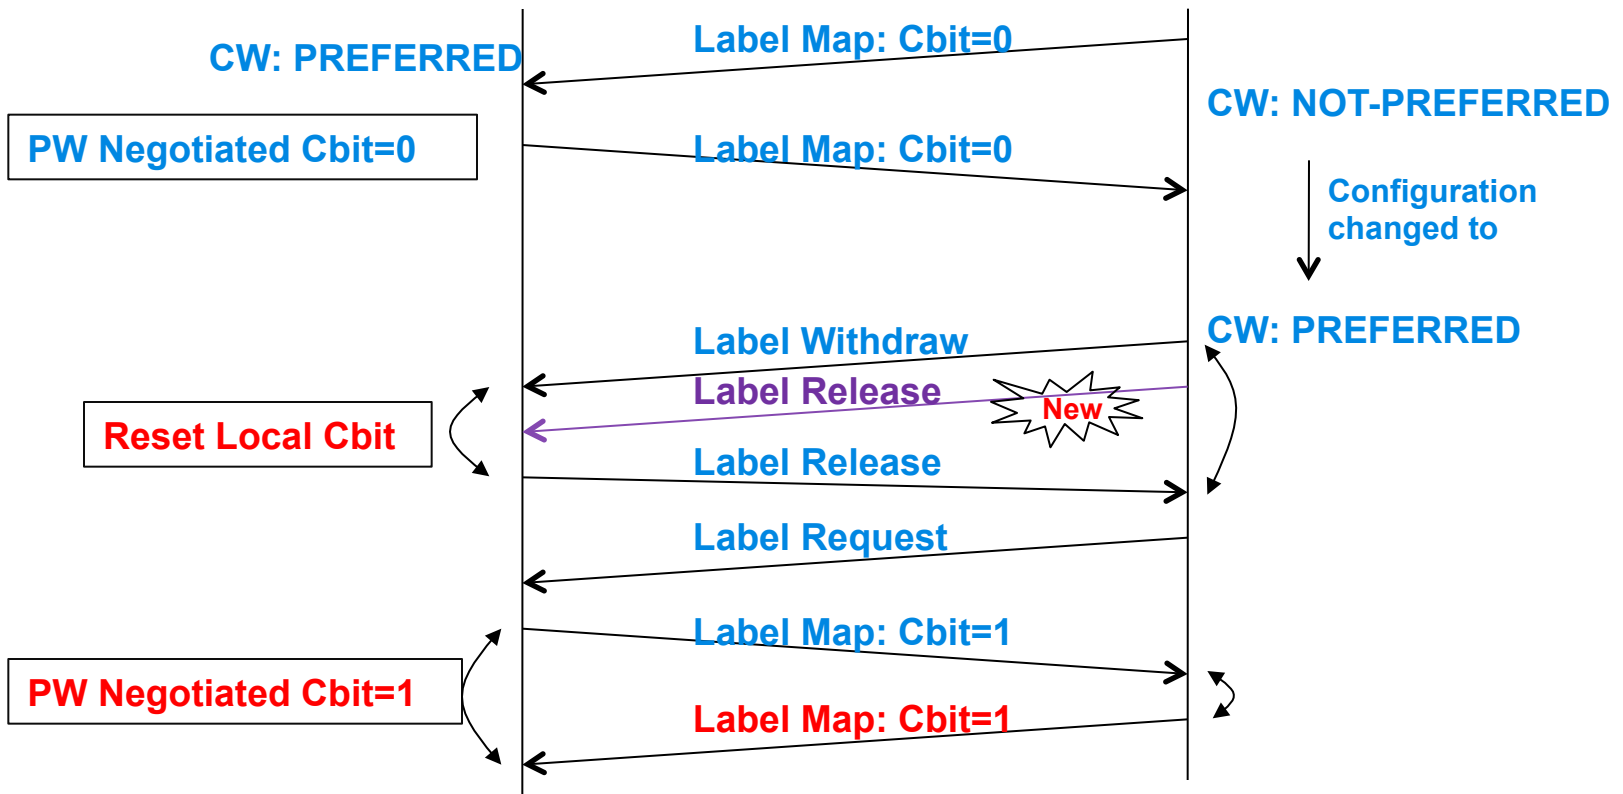 Label Map: Cbit=0
CW: PREFERRED
CW: NOT-PREFERRED
PW Negotiated Cbit=0
Label Map: Cbit=0
Configuration
changed to
CW: PREFERRED
Label Withdraw
Label Release
New
Reset Local Cbit
Label Release
Label Request
Label Map: Cbit=1
PW Negotiated Cbit=1
Label Map: Cbit=1